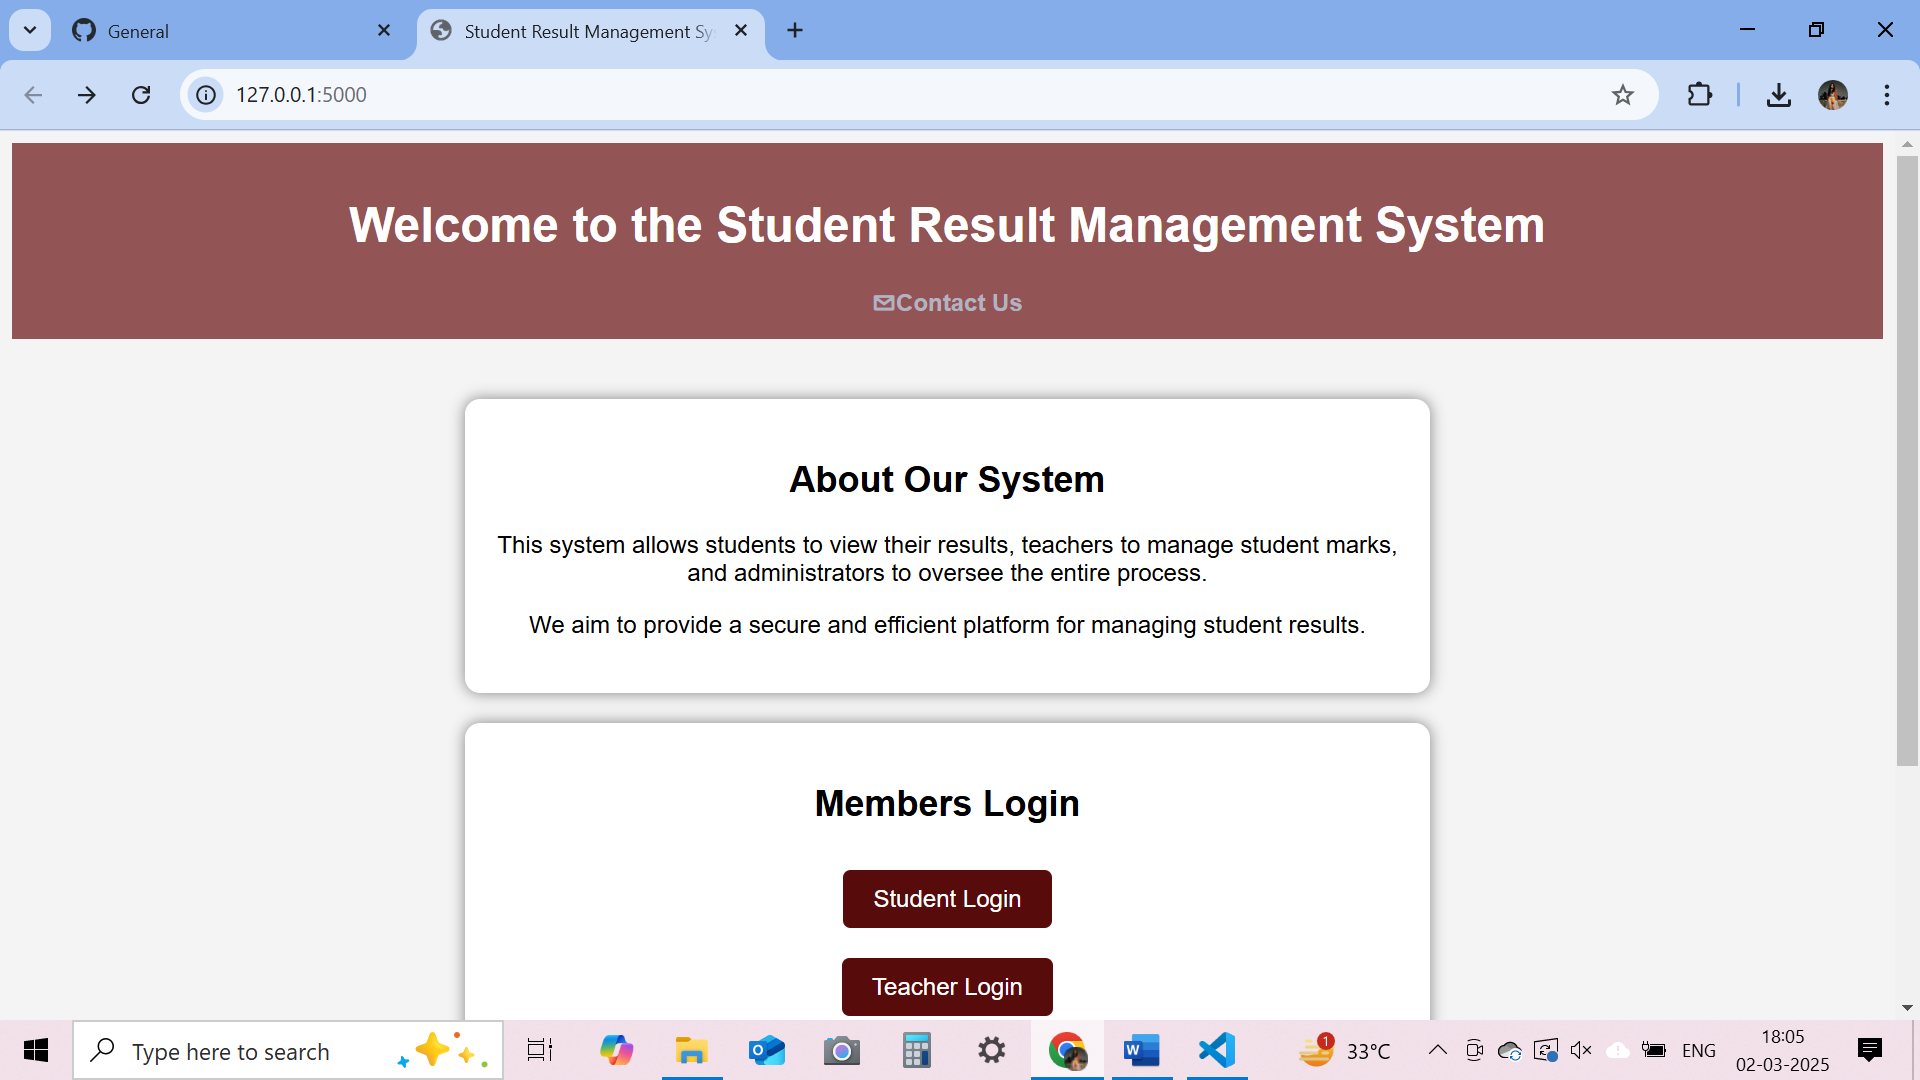 General
Student Result Management Sy
127.0.0.1:5000
Welcome to the Student Result Management System
Contact Us
About Our System
This system allows students to view their results, teachers to manage student marks,
and administrators to oversee the entire process.
We aim to provide a secure and efficient platform for managing student results.
Members Login
Student Login
Teacher Login
Type here to search
1
33°C
ENG
18:05
02-03-2025